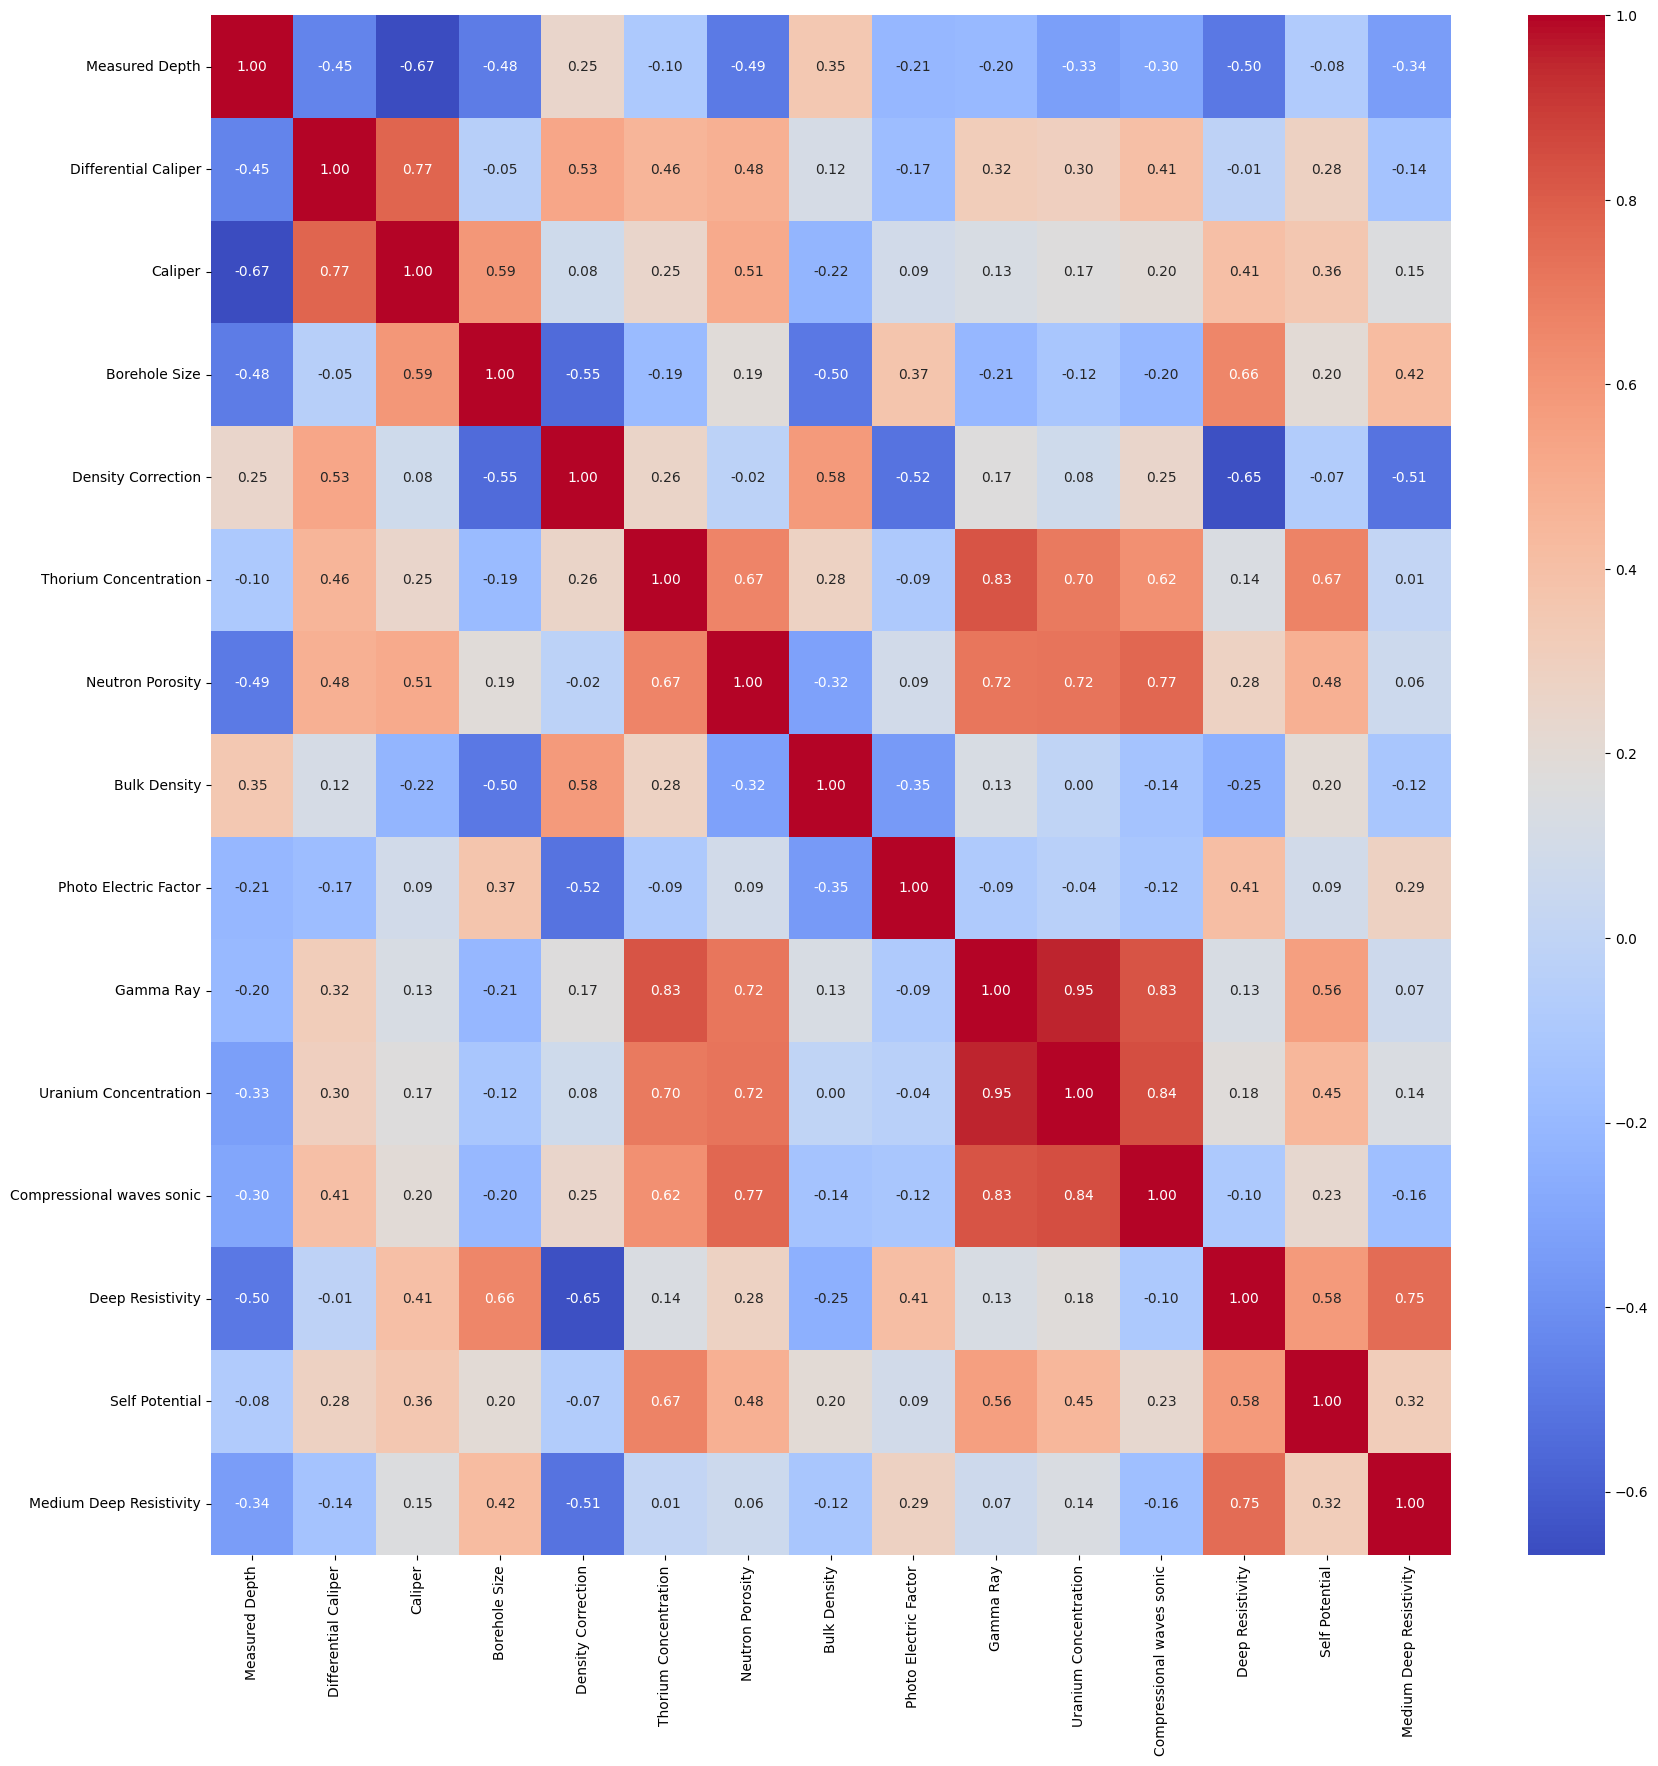 Measured Depth 1.00 -0.45 -0.67 -0.48 0.25 -0.10 -0.49 0.35 -0.21 -0.20 -0.33 -0.30 -0.50 -0.08 -0.34
Differential Caliper -0.45 1.00 0.77 -0.05 0.53 0.46 0.48 0.12 -0.17 0.32 0.30 0.41 -0.01 0.28 -0.14
Caliper -0.67 0.77 1.00 0.59 0.08 0.25 0.51 -0.22 0.09 0.13 0.17 0.20 0.41 0.36 0.15
Borehole Size -0.48 -0.05 0.59 1.00 -0.55 -0.19 0.19 -0.50 0.37 -0.21 -0.12 -0.20 0.66 0.20 0.42
Density Correction 0.25 0.53 0.08 -0.55 1.00 0.26 -0.02 0.58 -0.52 0.17 0.08 0.25 -0.65 -0.07 -0.51
Thorium Concentration -0.10 0.46 0.25 -0.19 0.26 1.00 0.67 0.28 -0.09 0.83 0.70 0.62 0.14 0.67 0.01
Neutron Porosity -0.49 0.48 0.51 0.19 -0.02 0.67 1.00 -0.32 0.09 0.72 0.72 0.77 0.28 0.48 0.06
Bulk Density 0.35 0.12 -0.22 -0.50 0.58 0.28 -0.32 1.00 -0.35 0.13 0.00 -0.14 -0.25 0.20 -0.12
Photo Electric Factor -0.21 -0.17 0.09 0.37 -0.52 -0.09 0.09 -0.35 1.00 -0.09 -0.04 -0.12 0.41 0.09 0.29
Gamma Ray -0.20 0.32 0.13 -0.21 0.17 0.83 0.72 0.13 -0.09 1.00 0.95 0.83 0.13 0.56 0.07
Uranium Concentration -0.33 0.30 0.17 -0.12 0.08 0.70 0.72 0.00 -0.04 0.95 1.00 0.84 0.18 0.45 0.14
Compressional waves sonic -0.30 0.41 0.20 -0.20 0.25 0.62 0.77 -0.14 -0.12 0.83 0.84 1.00 -0.10 0.23 -0.16
Deep Resistivity -0.50 -0.01 0.41 0.66 -0.65 0.14 0.28 -0.25 0.41 0.13 0.18 -0.10 1.00 0.58 0.75
Self Potential -0.08 0.28 0.36 0.20 -0.07 0.67 0.48 0.20 0.09 0.56 0.45 0.23 0.58 1.00 0.32
Medium Deep Resistivity -0.34 -0.14 0.15 0.42 -0.51 0.01 0.06 -0.12 0.29 0.07 0.14 -0.16 0.75 0.32 1.00
Measured Depth
Differential Caliper
Caliper
Borehole Size
Density Correction
Thorium Concentration
Neutron Porosity
Bulk Density
Photo Electric Factor
Gamma Ray
Uranium Concentration
Compressional waves sonic
Deep Resistivity
Self Potential
Medium Deep Resistivity
1.0
0.8
0.6
0.4
0.2
0.0
−0.2
−0.4
−0.6